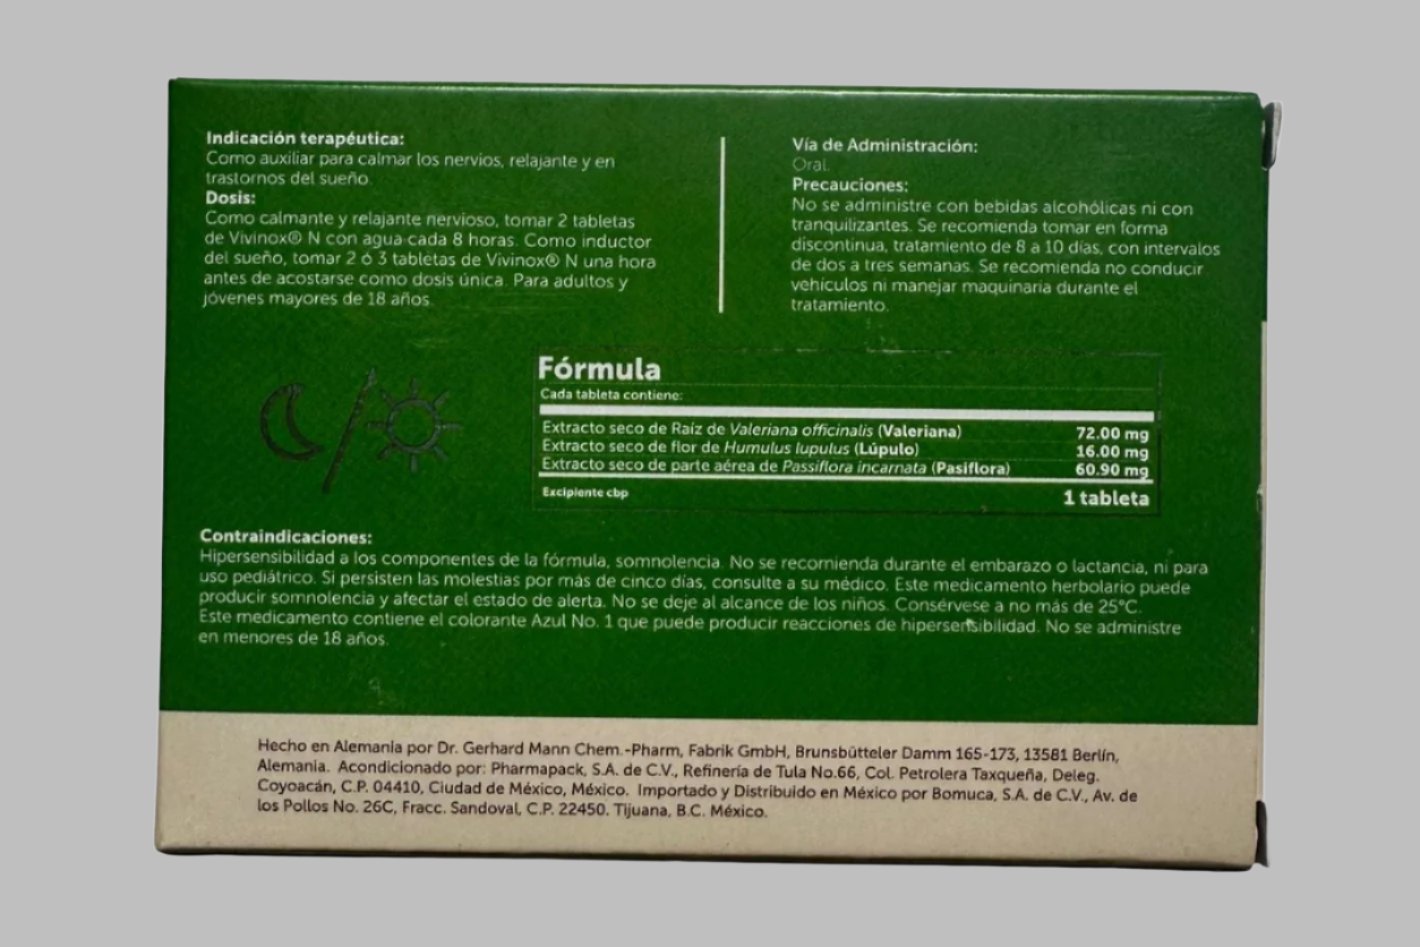 Indicación terapéutica:
Como auxiliar para calmar los nervios, relajante y en
trastornos del sueño.
Dosis:
Como calmante y relajante nervioso, tomar 2 tabletas
de Vivinox® N con agua cada 8 horas. Como inductor
del sueño, tomar 2 ó 3 tabletas de Vivinox® N una hora
antes de acostarse como dosis única. Para adultos y
jóvenes mayores de 18 años.
Vía de Administración:
Oral.
Precauciones:
No se administre con bebidas alcohólicas ni con
tranquilizantes. Se recomienda tomar en forma
discontinua, tratamiento de 8 a 10 días, con intervalos
de dos a tres semanas. Se recomienda no conducir
vehículos ni manejar maquinaria durante el
tratamiento.
Fórmula
Cada tableta contiene:
Extracto seco de Raíz de Valeriana officinalis (Valeriana) 72.00 mg
Extracto seco de flor de Humulus lupulus (Lúpulo) 16.00 mg
Extracto seco de parte aérea de Passiflora incarnata (Pasiflora) 60.90 mg
Excipiente cbp 1 tableta
Contraindicaciones:
Hipersensibilidad a los componentes de la fórmula, somnolencia. No se recomienda durante el embarazo o lactancia, ni para
uso pediátrico. Si persisten las molestias por más de cinco días, consulte a su médico. Este medicamento herbolario puede
producir somnolencia y afectar el estado de alerta. No se deje al alcance de los niños. Consérvese a no más de 25°C.
Este medicamento contiene el colorante Azul No. 1 que puede producir reacciones de hipersensibilidad. No se administre
en menores de 18 años.
Hecho en Alemania por Dr. Gerhard Mann Chem.-Pharm, Fabrik GmbH, Brunsbütteler Damm 165-173, 13581 Berlín,
Alemania. Acondicionado por: Pharmapack, S.A. de C.V., Refinería de Tula No.66, Col. Petrolera Taxqueña, Deleg.
Coyoacán, C.P. 04410, Ciudad de México, México. Importado y Distribuido en México por Bomuca, S.A. de C.V., Av. de
los Pollos No. 26C, Fracc. Sandoval, C.P. 22450. Tijuana, B.C. México.